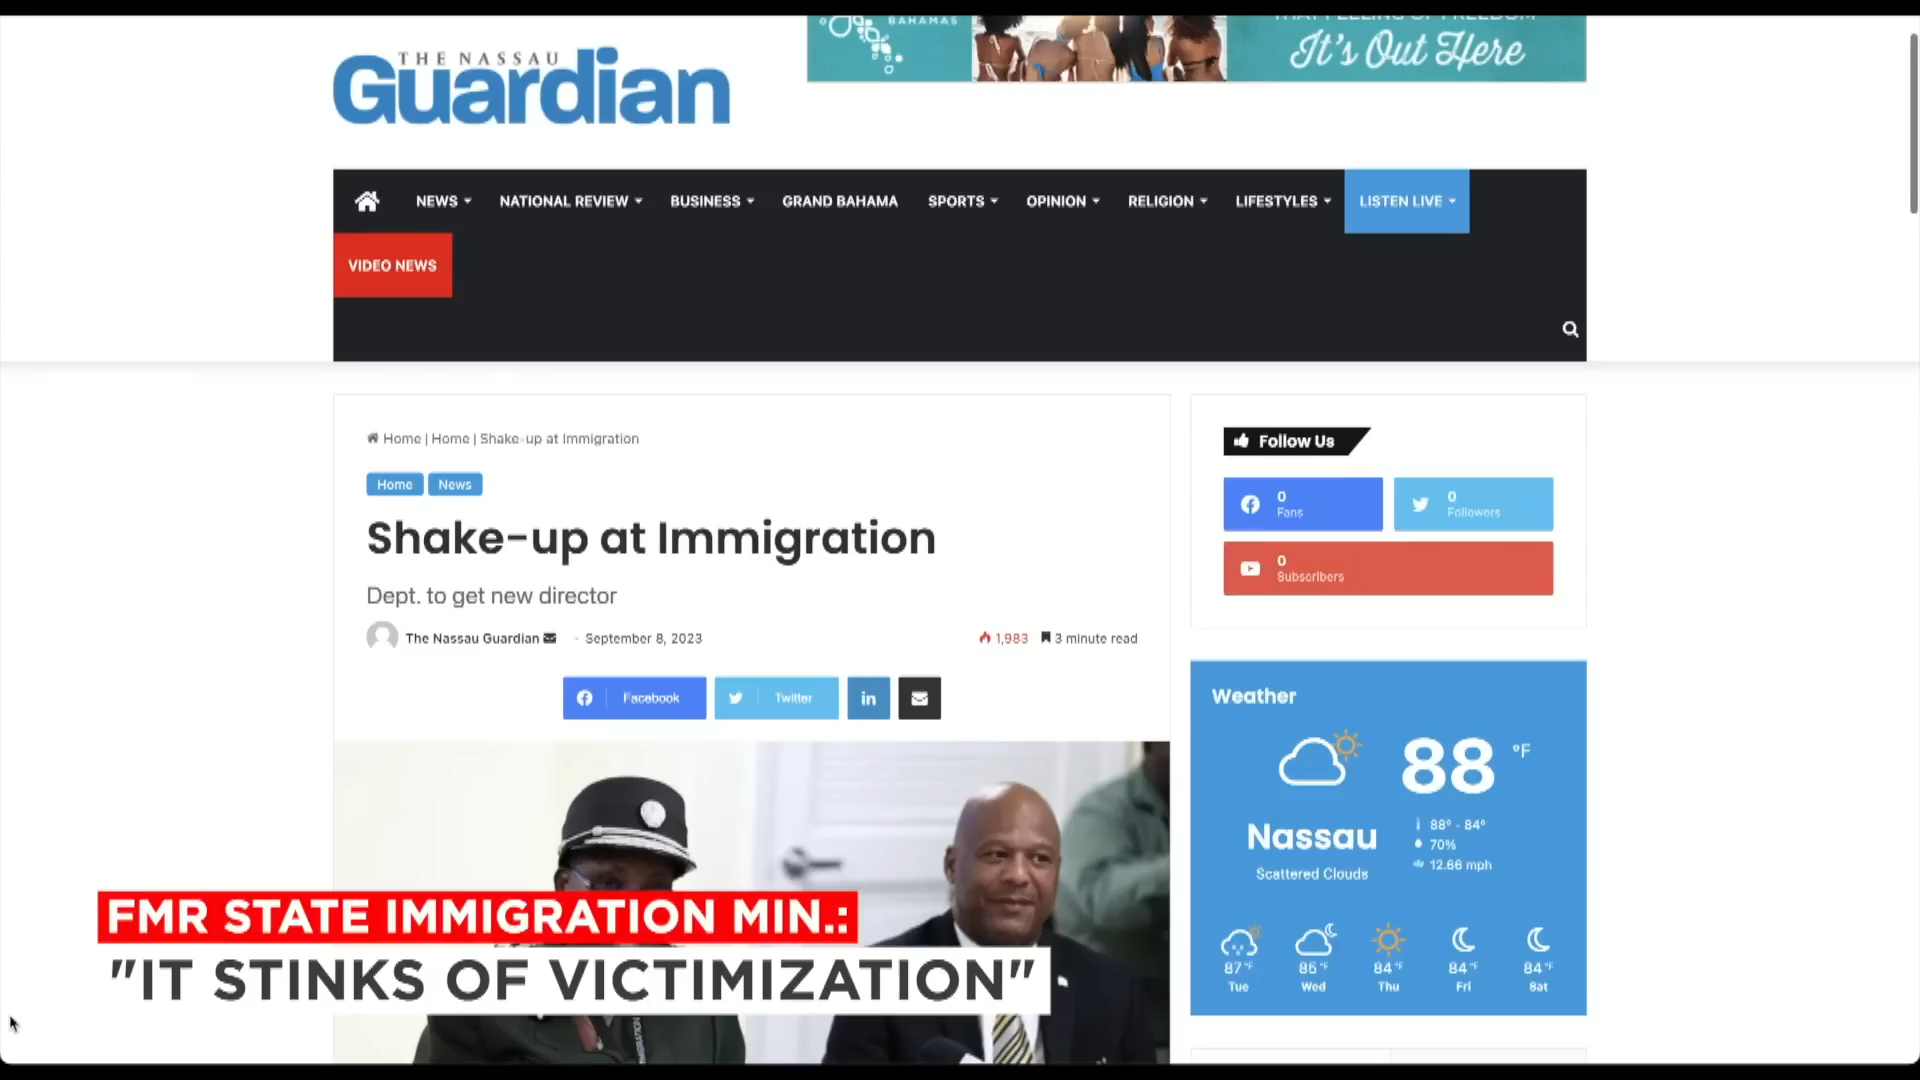 BAHAMAS
It's Out Here
THE NASSAU
Guardian
NEWS
NATIONAL REVIEW
BUSINESS
GRAND BAHAMA
SPORTS
OPINION
RELIGION
LIFESTYLES
LISTEN LIVE
VIDEO NEWS
Home | Home | Shake-up at Immigration
Home
News
Shake-up at Immigration
Dept. to get new director
The Nassau Guardian - September 8, 2023
1,983
3 minute read
Facebook
Twitter
in
FMR STATE IMMIGRATION MIN.:
"IT STINKS OF VICTIMIZATION"
Follow Us
0
Fans
0
Followers
0
Subscribers
Weather
88 °F
Nassau
Scattered Clouds
88º - 84º
70%
12.66 mph
87°F
Tue
85°F
Wed
84°F
Thu
84°F
Fri
84°F
Sat